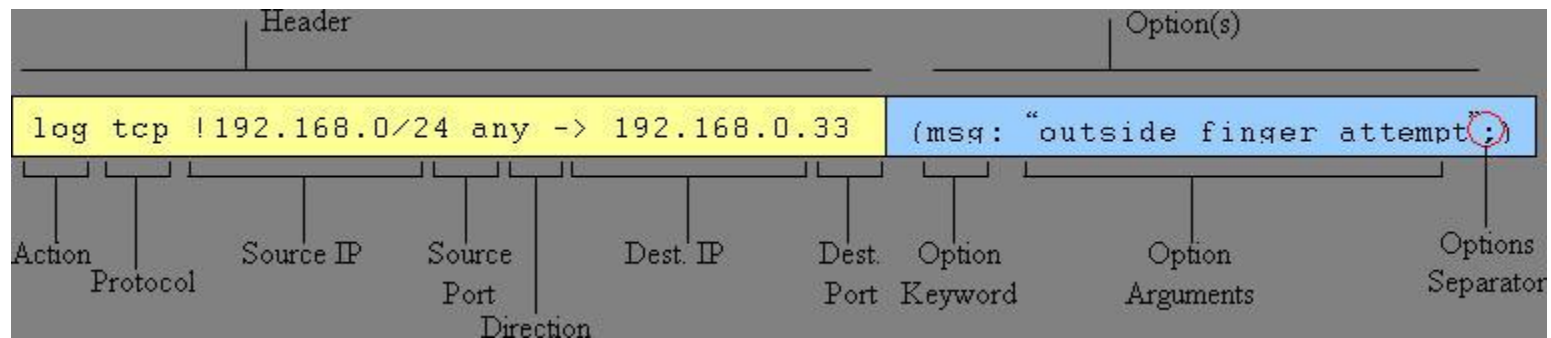 Header
Option(s)
log tcp !192.168.0/24 any -> 192.168.0.33 (msg: “outside finger attempt”;)
Action
Protocol
Source IP
Source
Port
Direction
Dest. IP
Dest.
Port
Option
Keyword
Option
Arguments
Options
Separator